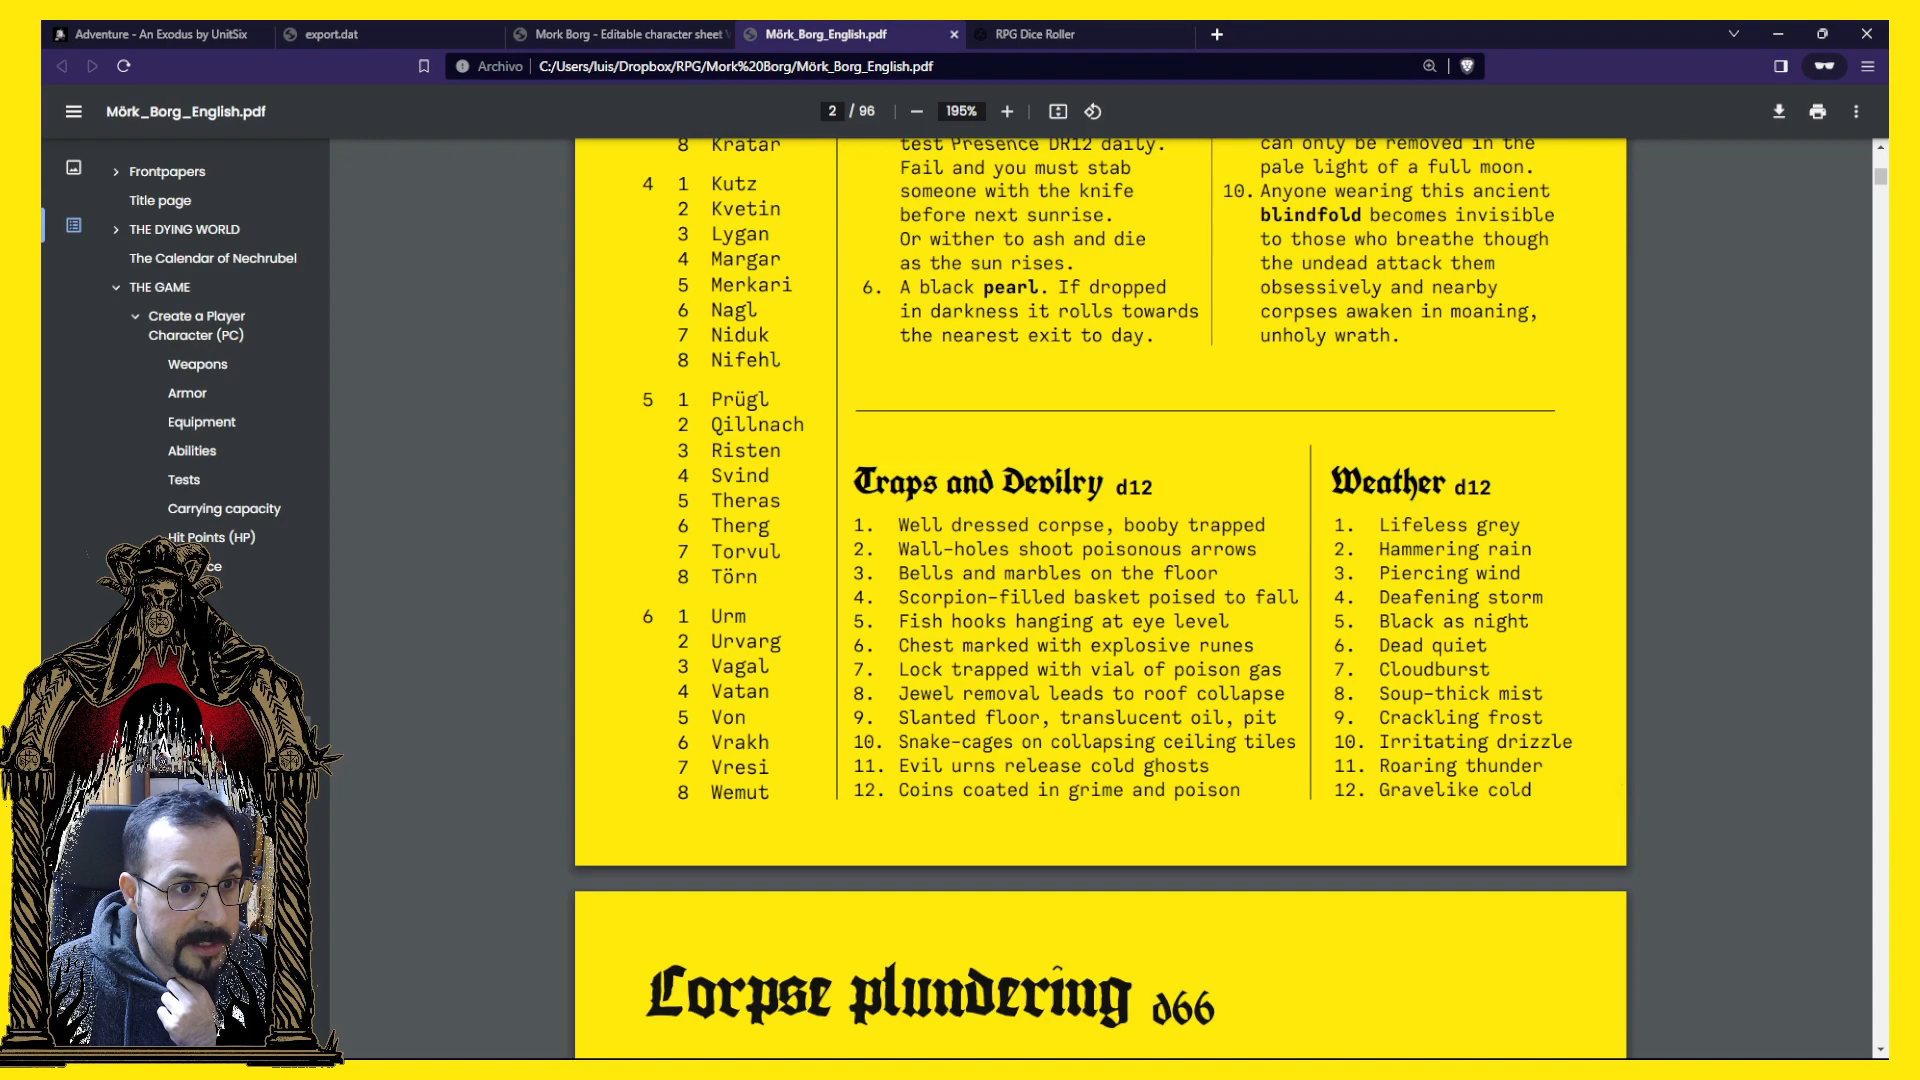 Adventure - An Exodus by UnitSix
export.dat
Mork Borg - Editable character sheet
Mörk_Borg_English.pdf
RPG Dice Roller
Archivo
C:/Users/luis/Dropbox/RPG/Mork%20Borg/Mörk_Borg_English.pdf
Mörk_Borg_English.pdf
2 / 96
195%
Frontpapers
Title page
THE DYING WORLD
The Calendar of Nechrubel
THE GAME
Create a Player
Character (PC)
Weapons
Armor
Equipment
Abilities
Tests
Carrying capacity
Hit Points (HP)
ce
8 Kratar
4 1 Kutz
2 Kvetin
3 Lygan
4 Margar
5 Merkari
6 Nagl
7 Niduk
8 Nifehl
5 1 Prügl
2 Qillnach
3 Risten
4 Svind
5 Theras
6 Therg
7 Torvul
8 Törn
6 1 Urm
2 Urvarg
3 Vagal
4 Vatan
5 Von
6 Vrakh
7 Vresi
8 Wemut
test Presence DR12 daily.
Fail and you must stab
someone with the knife
before next sunrise.
Or wither to ash and die
as the sun rises.
6. A black pearl. If dropped
in darkness it rolls towards
the nearest exit to day.
can only be removed in the
pale light of a full moon.
10. Anyone wearing this ancient
blindfold becomes invisible
to those who breathe though
the undead attack them
obsessively and nearby
corpses awaken in moaning,
unholy wrath.
Traps and Devilry d12
1. Well dressed corpse, booby trapped
2. Wall-holes shoot poisonous arrows
3. Bells and marbles on the floor
4. Scorpion-filled basket poised to fall
5. Fish hooks hanging at eye level
6. Chest marked with explosive runes
7. Lock trapped with vial of poison gas
8. Jewel removal leads to roof collapse
9. Slanted floor, translucent oil, pit
10. Snake-cages on collapsing ceiling tiles
11. Evil urns release cold ghosts
12. Coins coated in grime and poison
Weather d12
1. Lifeless grey
2. Hammering rain
3. Piercing wind
4. Deafening storm
5. Black as night
6. Dead quiet
7. Cloudburst
8. Soup-thick mist
9. Crackling frost
10. Irritating drizzle
11. Roaring thunder
12. Gravelike cold
Corpse plundering d66